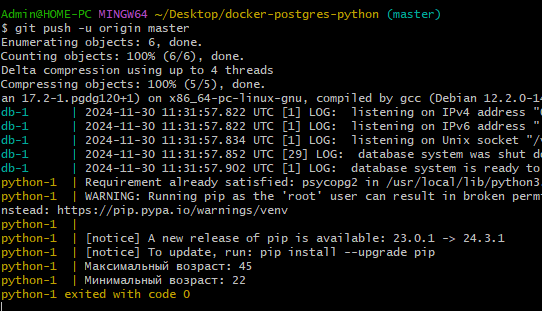 Admin@HOME-PC MINGW64 ~/Desktop/docker-postgres-python (master)
$ git push -u origin master
Enumerating objects: 6, done.
Counting objects: 100% (6/6), done.
Delta compression using up to 4 threads
Compressing objects: 100% (5/5), done.
an 17.2-1.pgdg120+1) on x86_64-pc-linux-gnu, compiled by gcc (Debian 12.2.0-14
db-1      | 2024-11-30 11:31:57.822 UTC [1] LOG:  listening on IPv4 address "
db-1      | 2024-11-30 11:31:57.822 UTC [1] LOG:  listening on IPv6 address "
db-1      | 2024-11-30 11:31:57.834 UTC [1] LOG:  listening on Unix socket "/v
db-1      | 2024-11-30 11:31:57.852 UTC [29] LOG:  database system was shut do
db-1      | 2024-11-30 11:31:57.902 UTC [1] LOG:  database system is ready to
python-1  | Requirement already satisfied: psycopg2 in /usr/local/lib/python3.
python-1  | WARNING: Running pip as the 'root' user can result in broken perm
nstead: https://pip.pypa.io/warnings/venv
python-1  |
python-1  | [notice] A new release of pip is available: 23.0.1 -> 24.3.1
python-1  | [notice] To update, run: pip install --upgrade pip
python-1  | Максимальный возраст: 45
python-1  | Минимальный возраст: 22
python-1 exited with code 0